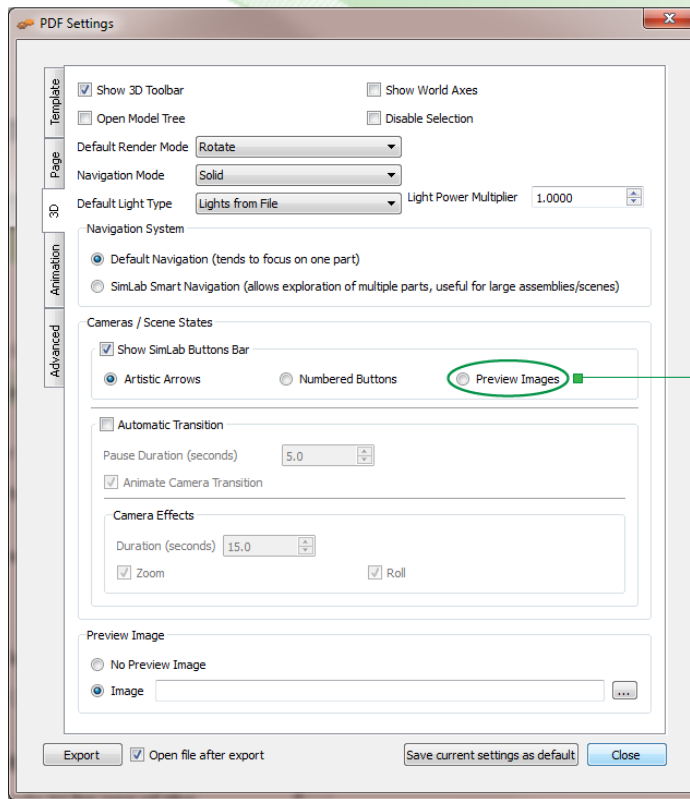 PDF Settings
Template
Page
3D
Animation
Advanced
Show 3D Toolbar
Show World Axes
Open Model Tree
Disable Selection
Default Render Mode Rotate
Navigation Mode Solid
Default Light Type Lights from File Light Power Multiplier 1.0000
Navigation System
Default Navigation (tends to focus on one part)
SimLab Smart Navigation (allows exploration of multiple parts, useful for large assemblies/scenes)
Cameras / Scene States
Show SimLab Buttons Bar
Artistic Arrows Numbered Buttons Preview Images
Automatic Transition
Pause Duration (seconds) 5.0
Animate Camera Transition
Camera Effects
Duration (seconds) 15.0
Zoom Roll
Preview Image
No Preview Image
Image ...
Export Open file after export Save current settings as default Close